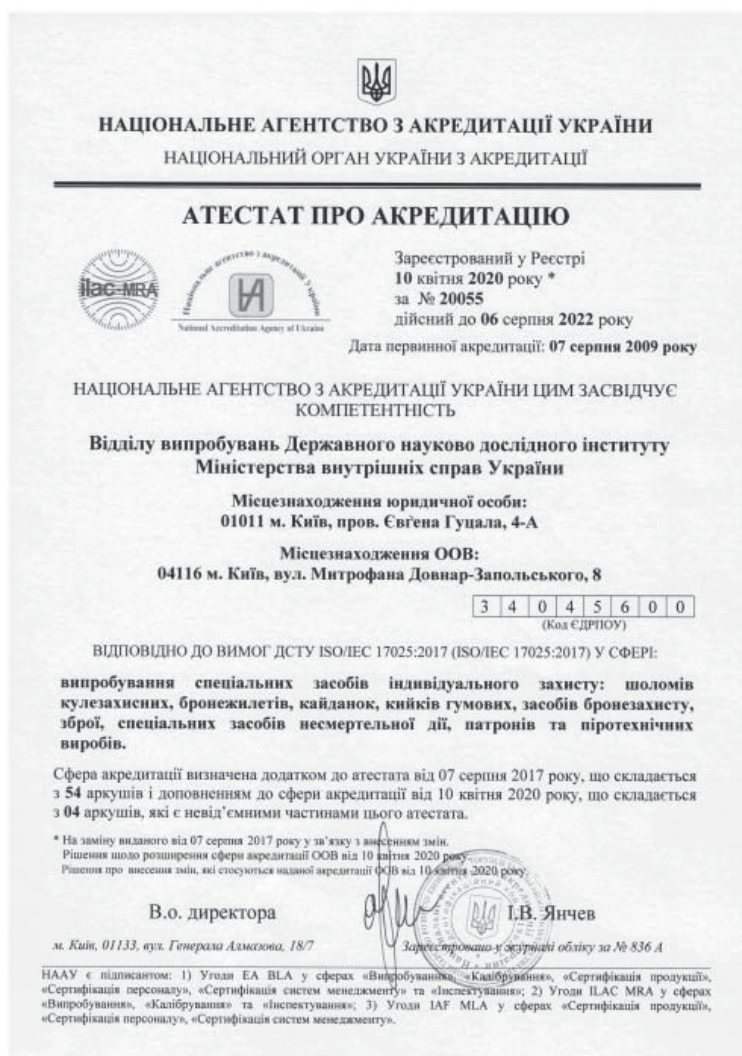 НАЦІОНАЛЬНЕ АГЕНТСТВО З АКРЕДИТАЦІЇ УКРАЇНИ
НАЦІОНАЛЬНИЙ ОРГАН УКРАЇНИ З АКРЕДИТАЦІЇ
АТЕСТАТ ПРО АКРЕДИТАЦІЮ
ilac-MRA
Національне агентство з акредитації України
National Accreditation Agency of Ukraine
Зареєстрований у Реєстрі
10 квітня 2020 року *
за № 20055
дійсний до 06 серпня 2022 року
Дата первинної акредитації: 07 серпня 2009 року
НАЦІОНАЛЬНЕ АГЕНТСТВО З АКРЕДИТАЦІЇ УКРАЇНИ ЦИМ ЗАСВІДЧУЄ
КОМПЕТЕНТНІСТЬ
Відділу випробувань Державного науково дослідного інституту
Міністерства внутрішніх справ України
Місцезнаходження юридичної особи:
01011 м. Київ, пров. Євгена Гуцала, 4-А
Місцезнаходження ООВ:
04116 м. Київ, вул. Митрофана Довнар-Запольського, 8
3 4 0 4 5 6 0 0
(Код ЄДРПОУ)
ВІДПОВІДНО ДО ВИМОГ ДСТУ ISO/IEC 17025:2017 (ISO/IEC 17025:2017) У СФЕРІ:
випробування спеціальних засобів індивідуального захисту: шоломів
кулезахисних, бронежилетів, кайданок, кийків гумових, засобів бронезахисту,
зброї, спеціальних засобів несмертельної дії, патронів та піротехнічних
виробів.
Сфера акредитації визначена додатком до атестата від 07 серпня 2017 року, що складається
з 54 аркушів і доповненням до сфери акредитації від 10 квітня 2020 року, що складається
з 04 аркушів, які є невід’ємними частинами цього атестата.
* На заміну виданого від 07 серпня 2017 року у зв’язку з внесенням змін.
Рішення щодо розширення сфери акредитації ООВ від 10 квітня 2020 року
Рішення про внесення змін, які стосуються наданої акредитації ООВ від 10 квітня 2020 року.
В.о. директора
І.В. Янчев
м. Київ, 01133, вул. Генерала Алмазова, 18/7
Зареєстровано у журналі обліку за № 836 А
НААУ є підписантом: 1) Угоди EA BLA у сферах «Випробування», «Калібрування», «Сертифікація продукції»,
«Сертифікація персоналу», «Сертифікація систем менеджменту» та «Інспектування»; 2) Угоди ILAC MRA у сферах
«Випробування», «Калібрування» та «Інспектування»; 3) Угоди IAF MLA у сферах «Сертифікація продукції»,
«Сертифікація персоналу», «Сертифікація систем менеджменту».